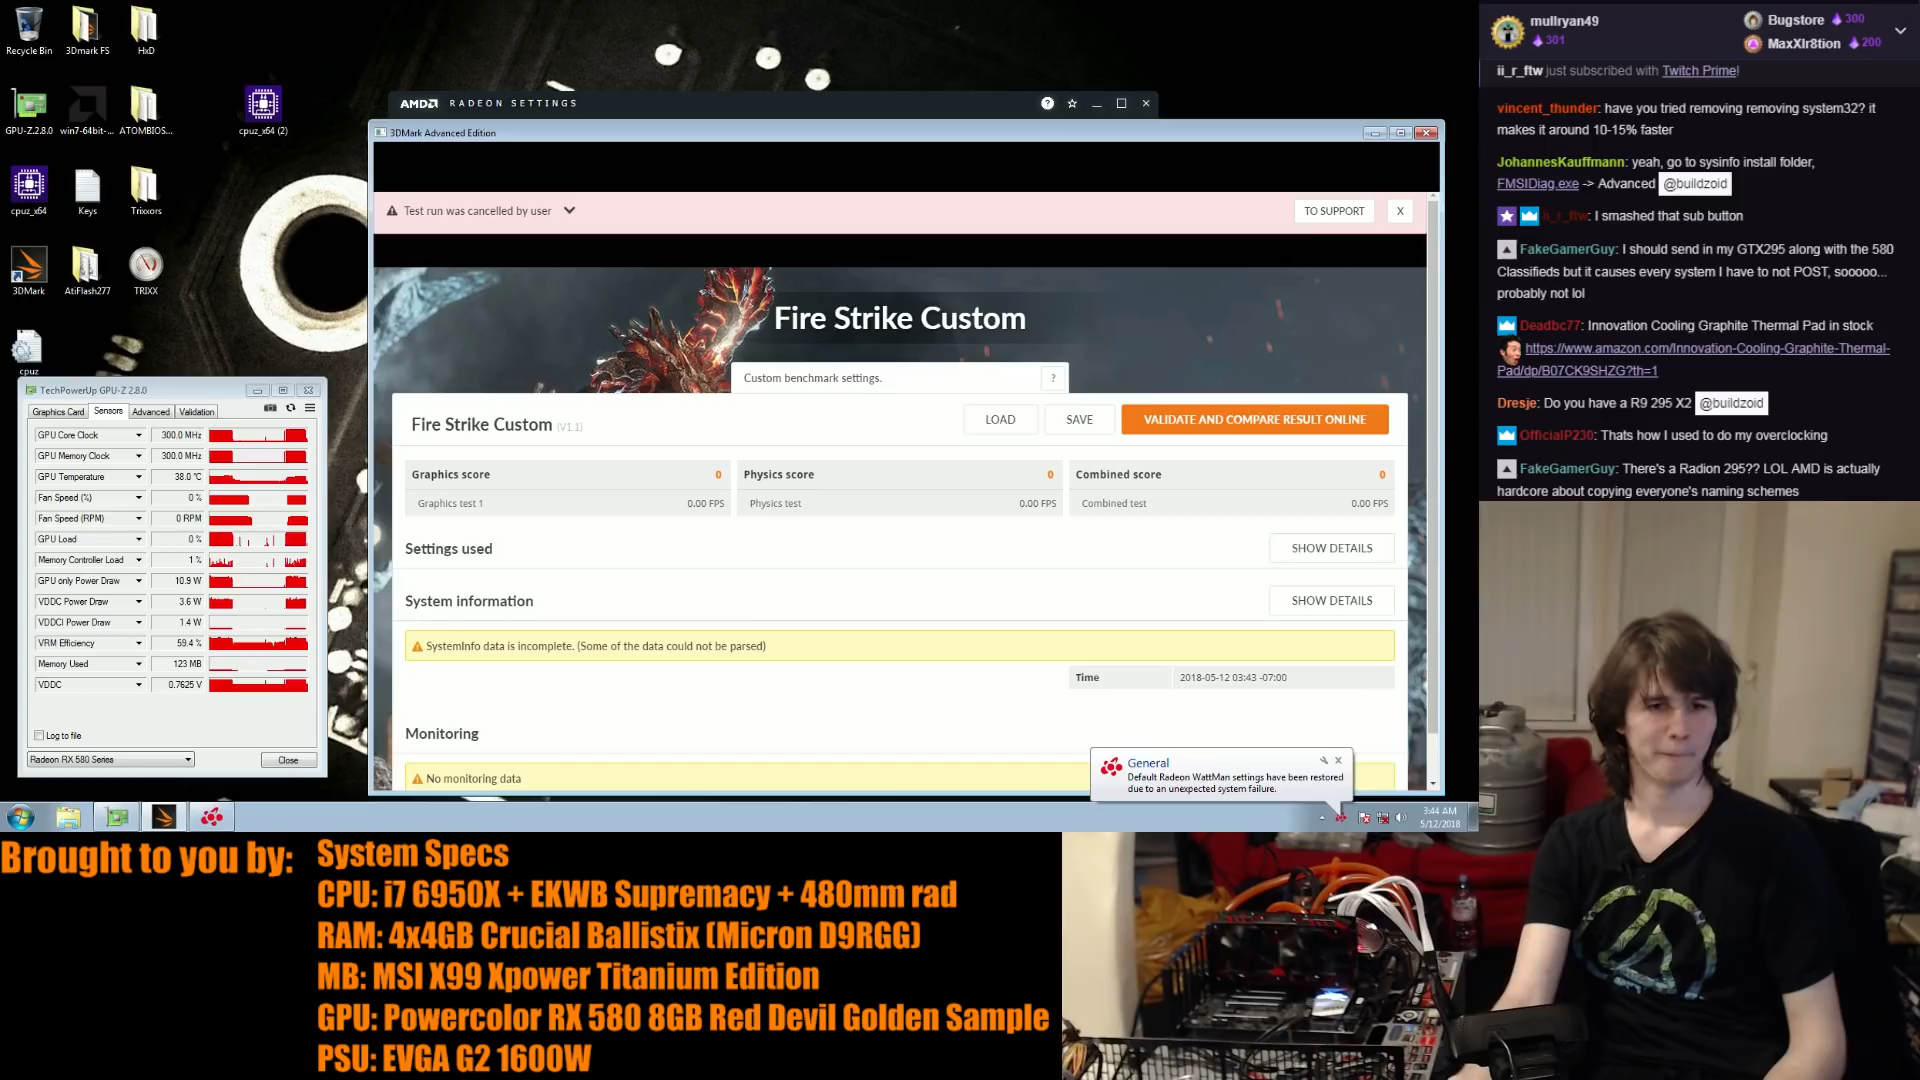 Recycle Bin
3Dmark FS
HxD
GPU-Z.2.8.0
win7-64bit-...
ATOMBIOS...
cpuz_x64 (2)
cpuz_x64
Keys
Trixxors
3DMark
AtiFlash277
TRIXX
cpuz
TechPowerUp GPU-Z 2.8.0
Graphics Card
Sensors
Advanced
Validation
GPU Core Clock
300.0 MHz
GPU Memory Clock
300.0 MHz
GPU Temperature
38.0 °C
Fan Speed (%)
0 %
Fan Speed (RPM)
0 RPM
GPU Load
0 %
Memory Controller Load
1 %
GPU only Power Draw
10.9 W
VDDC Power Draw
3.6 W
VDDCI Power Draw
1.4 W
VRM Efficiency
59.4 %
Memory Used
123 MB
VDDC
0.7625 V
Log to file
Radeon RX 580 Series
Close
AMD RADEON SETTINGS
3DMark Advanced Edition
Test run was cancelled by user
TO SUPPORT
X
Fire Strike Custom
Custom benchmark settings.
?
Fire Strike Custom (V1.1)
LOAD
SAVE
VALIDATE AND COMPARE RESULT ONLINE
Graphics score
0
Physics score
0
Combined score
0
Graphics test 1
0.00 FPS
Physics test
0.00 FPS
Combined test
0.00 FPS
Settings used
SHOW DETAILS
System information
SHOW DETAILS
SystemInfo data is incomplete. (Some of the data could not be parsed)
Time
2018-05-12 03:43 -07:00
Monitoring
No monitoring data
General
Default Radeon WattMan settings have been restored
due to an unexpected system failure.
3:44 AM
5/12/2018
mullryan49
301
Bugstore 300
MaxXIr8tion 200
ii_r_ftw just subscribed with Twitch Prime!
vincent_thunder: have you tried removing removing system32? it
makes it around 10-15% faster
JohannesKauffmann: yeah, go to sysinfo install folder,
FMSIDiag.exe -> Advanced @buildzoid
ii_r_ftw: I smashed that sub button
FakeGamerGuy: I should send in my GTX295 along with the 580
Classifieds but it causes every system I have to not POST, sooooo...
probably not lol
Deadbc77: Innovation Cooling Graphite Thermal Pad in stock
https://www.amazon.com/Innovation-Cooling-Graphite-Thermal-
Pad/dp/B07CK9SHZG?th=1
Dresje: Do you have a R9 295 X2 @buildzoid
OfficialP230: Thats how I used to do my overclocking
FakeGamerGuy: There's a Radion 295?? LOL AMD is actually
hardcore about copying everyone's naming schemes
Brought to you by:
System Specs
CPU: i7 6950X + EKWB Supremacy + 480mm rad
RAM: 4x4GB Crucial Ballistix (Micron D9RGG)
MB: MSI X99 Xpower Titanium Edition
GPU: Powercolor RX 580 8GB Red Devil Golden Sample
PSU: EVGA G2 1600W